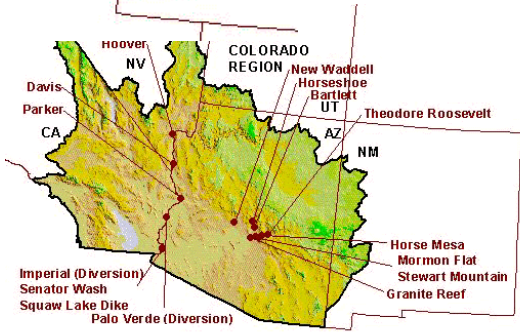 Hoover
COLORADO
REGION
NV
New Waddell
Horseshoe
Bartlett
Davis
UT
Parker
Theodore Roosevelt
CA
AZ
NM
Horse Mesa
Mormon Flat
Stewart Mountain
Granite Reef
Imperial (Diversion)
Senator Wash
Squaw Lake Dike
Palo Verde (Diversion)